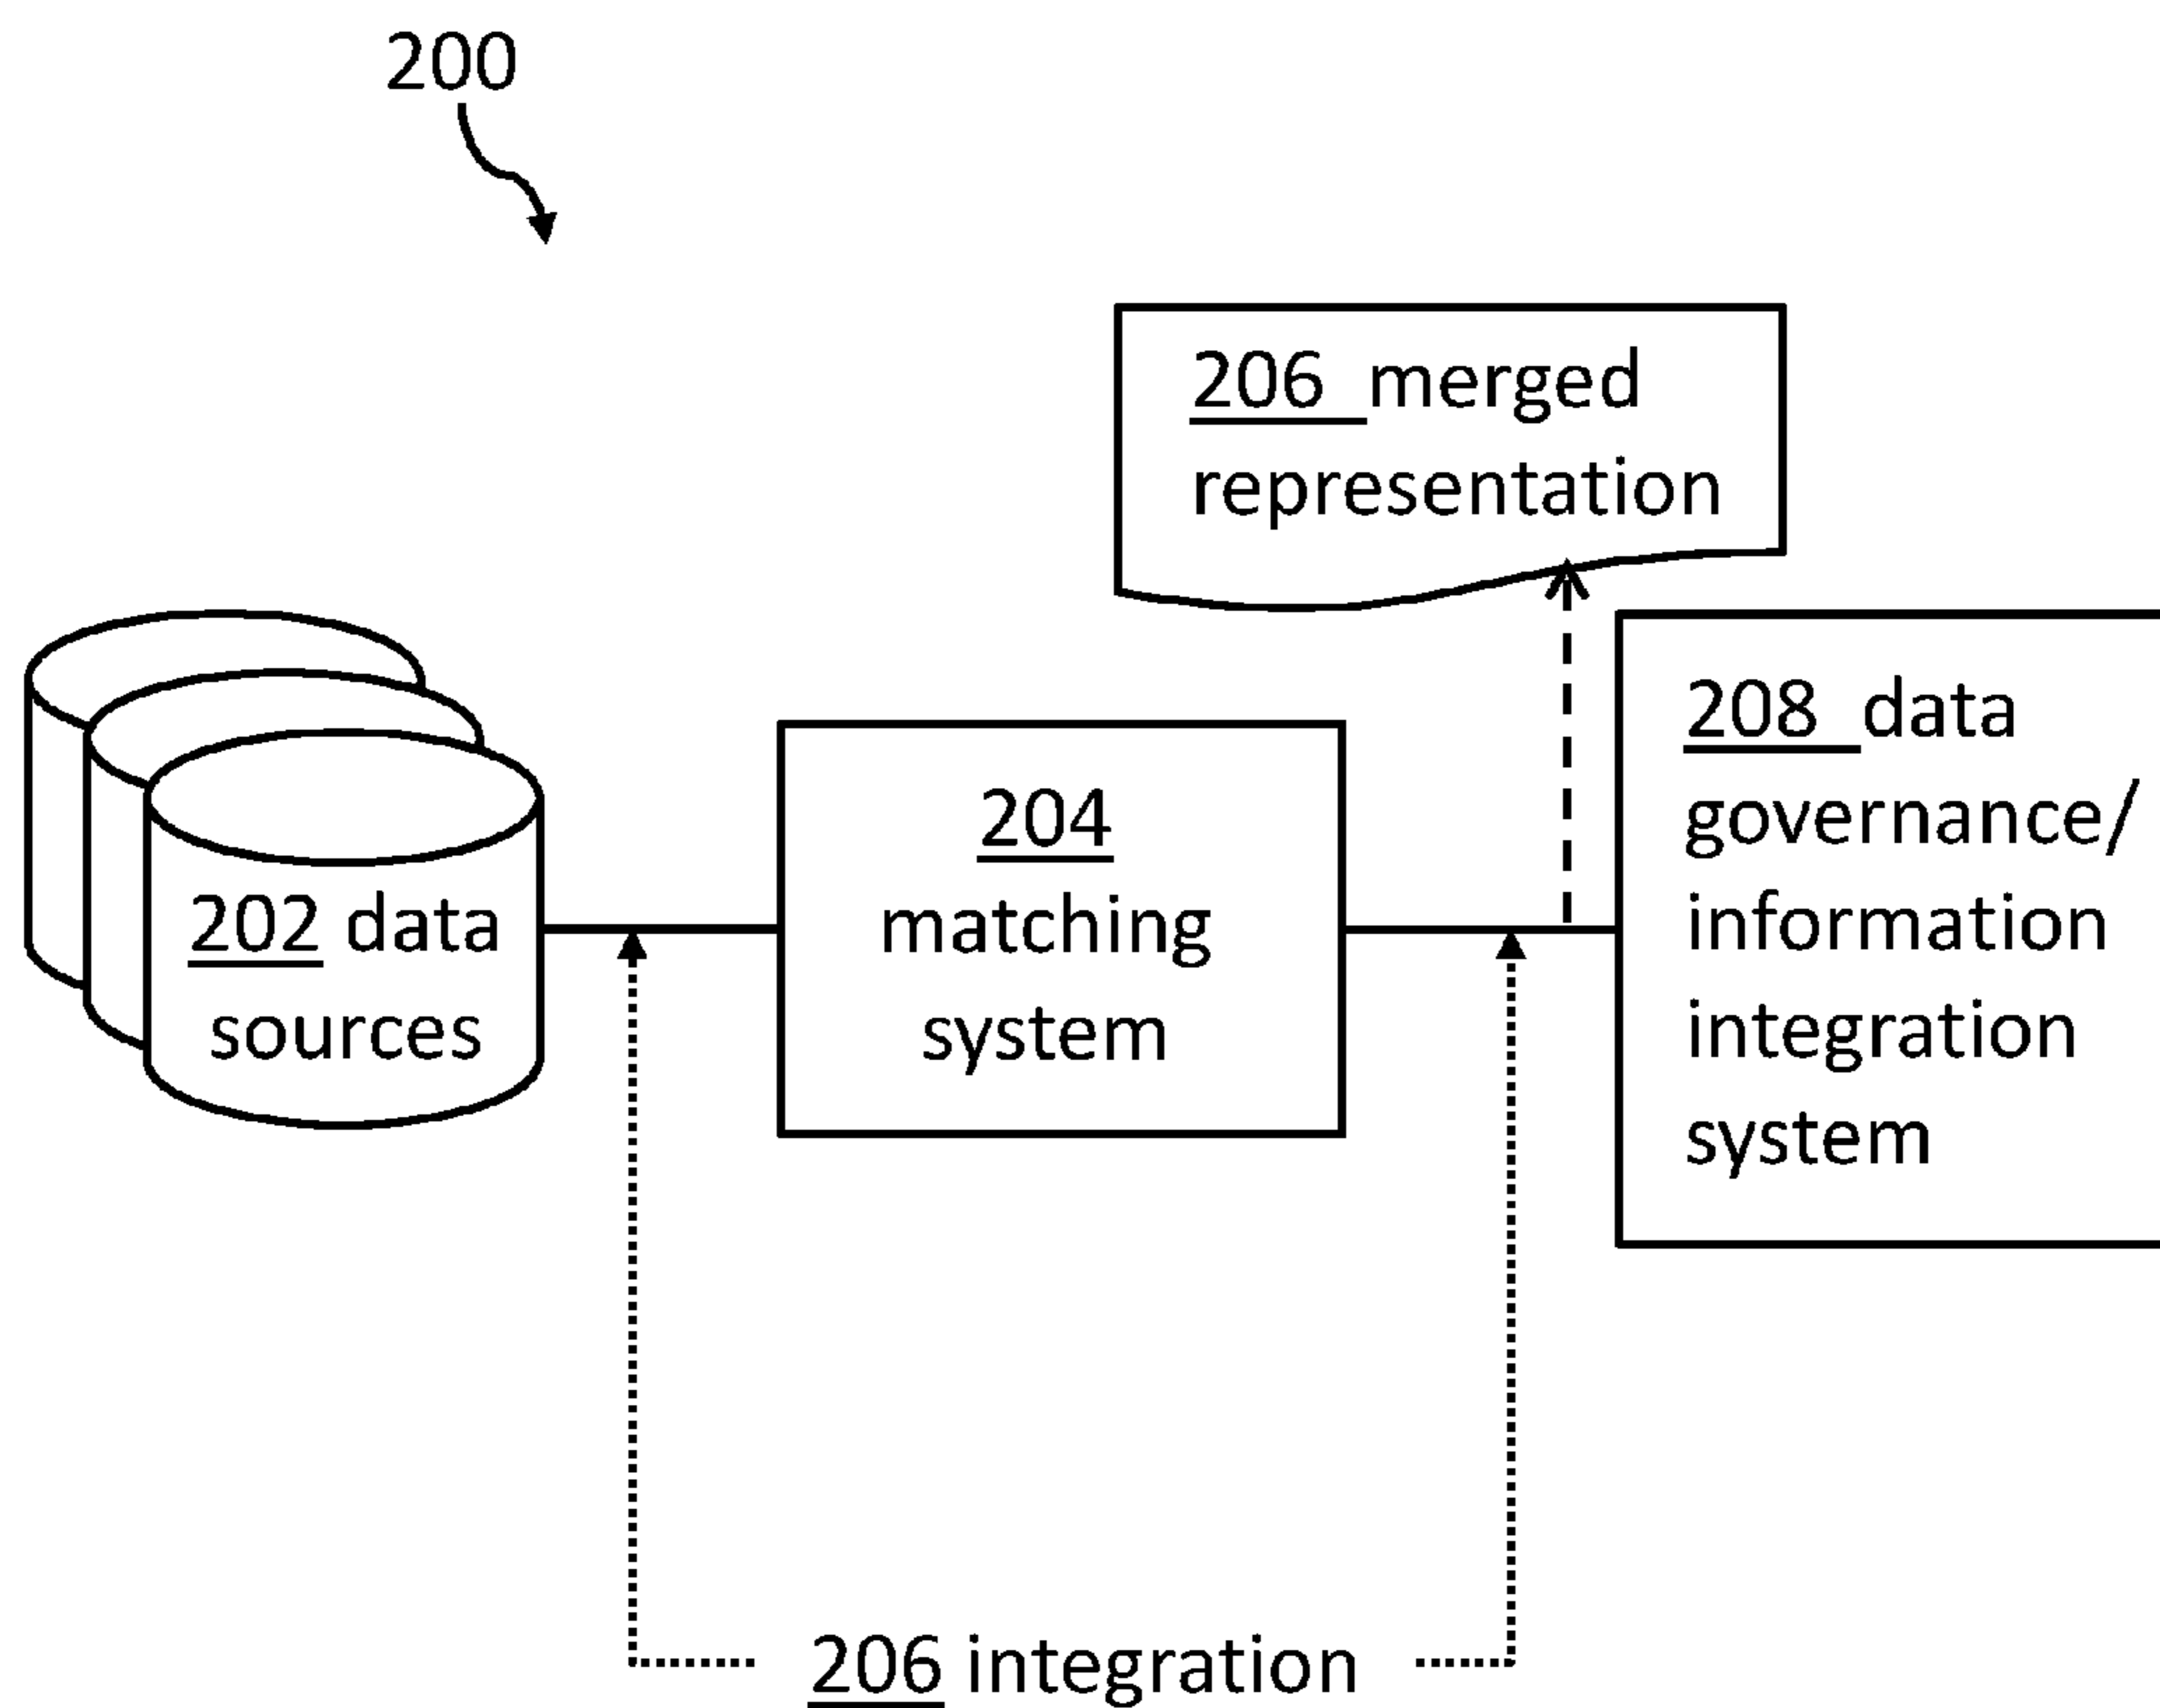 200
206 merged
representation
202 data
sources
204
matching
system
208 data
governance/
information
integration
system
206 integration